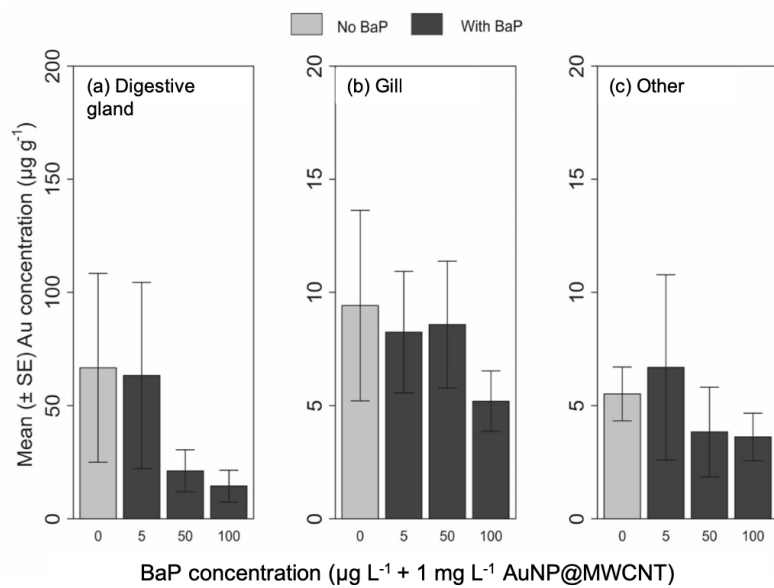 No BaP
With BaP
Mean (± SE) Au concentration (µg g⁻¹)
(a) Digestive
gland
200
150
100
50
0
0 5 50 100
(b) Gill
20
15
10
5
0
0 5 50 100
(c) Other
20
15
10
5
0
0 5 50 100
BaP concentration (µg L⁻¹ + 1 mg L⁻¹ AuNP@MWCNT)